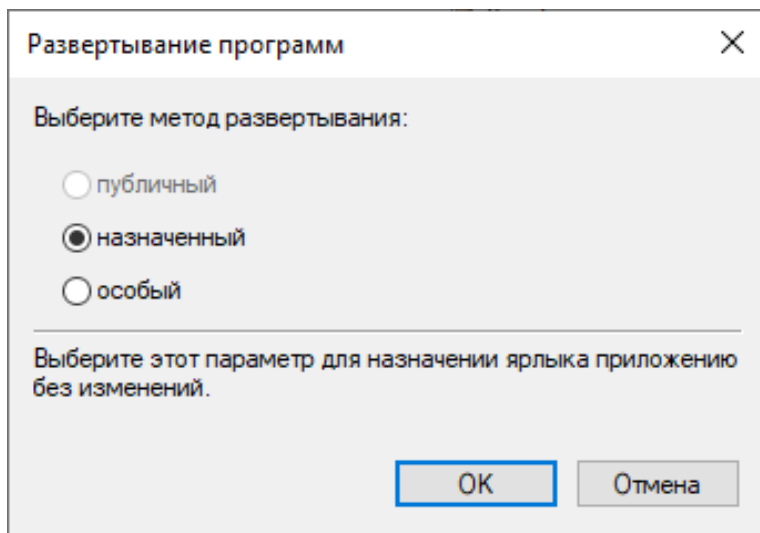 Развертывание программ
Выберите метод развертывания:
публичный
назначенный
особый
Выберите этот параметр для назначении ярлыка приложению
без изменений.
OK
Отмена